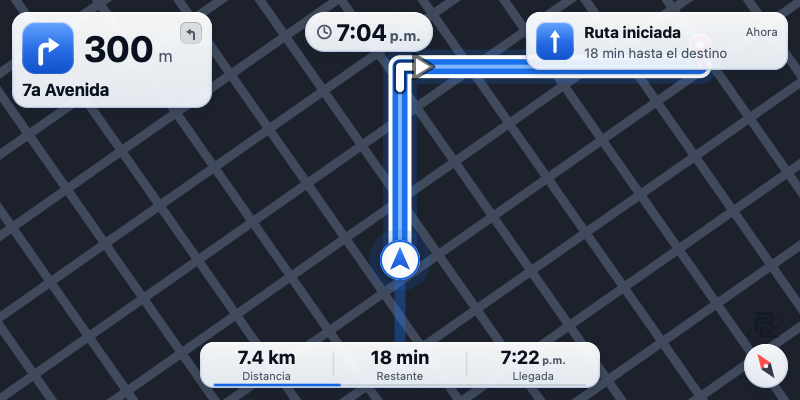 300 m
7a Avenida
7:04 p.m.
Ruta iniciada
Ahora
18 min hasta el destino
7.4 km
Distancia
18 min
Restante
7:22 p.m.
Llegada